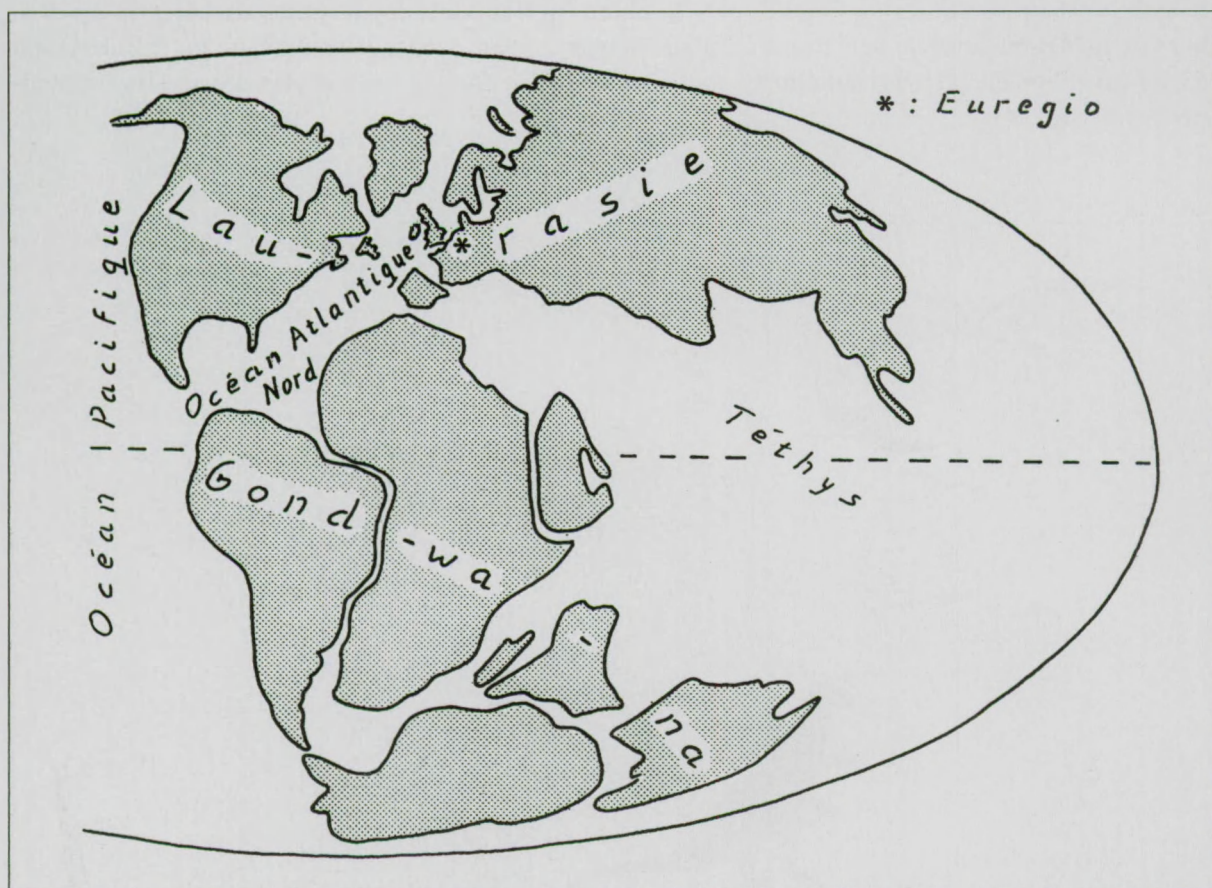 * : Euregio
Lau-
rasie
Océan Pacifique
Océan Atlantique
Nord
Téthys
Gond
-wa
-
na